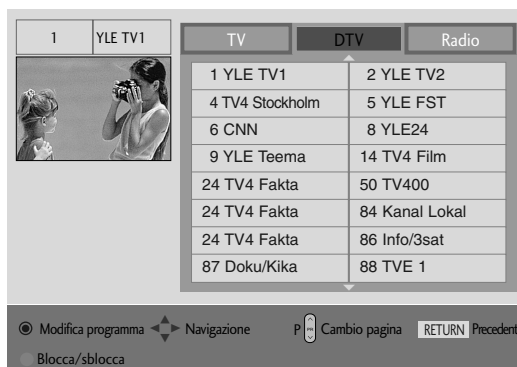 1 YLE TV1
TV DTV Radio
1 YLE TV1 2 YLE TV2
4 TV4 Stockholm 5 YLE FST
6 CNN 8 YLE24
9 YLE Teema 14 TV4 Film
24 TV4 Fakta 50 TV400
24 TV4 Fakta 84 Kanal Lokal
24 TV4 Fakta 86 Info/3sat
87 Doku/Kika 88 TVE 1
Modifica programma Navigazione P PR Cambio pagina RETURN Precedent
Blocca/sblocca